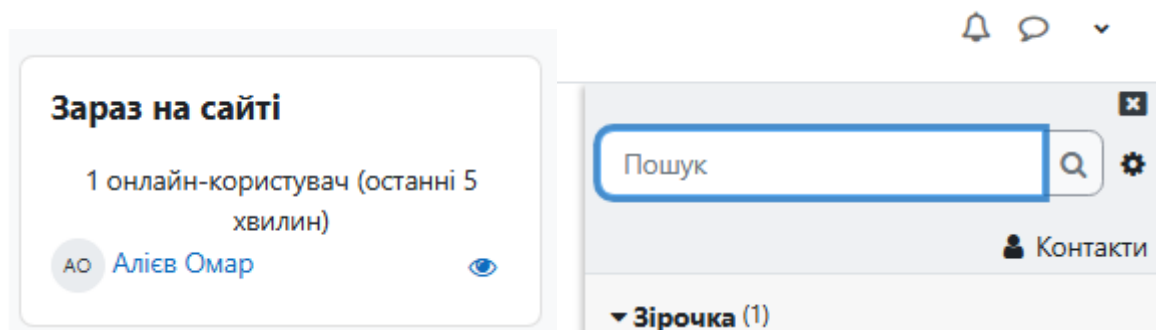 Зараз на сайті
1 онлайн-користувач (останні 5
хвилин)
АО Алієв Омар
Пошук
Контакти
Зірочка (1)